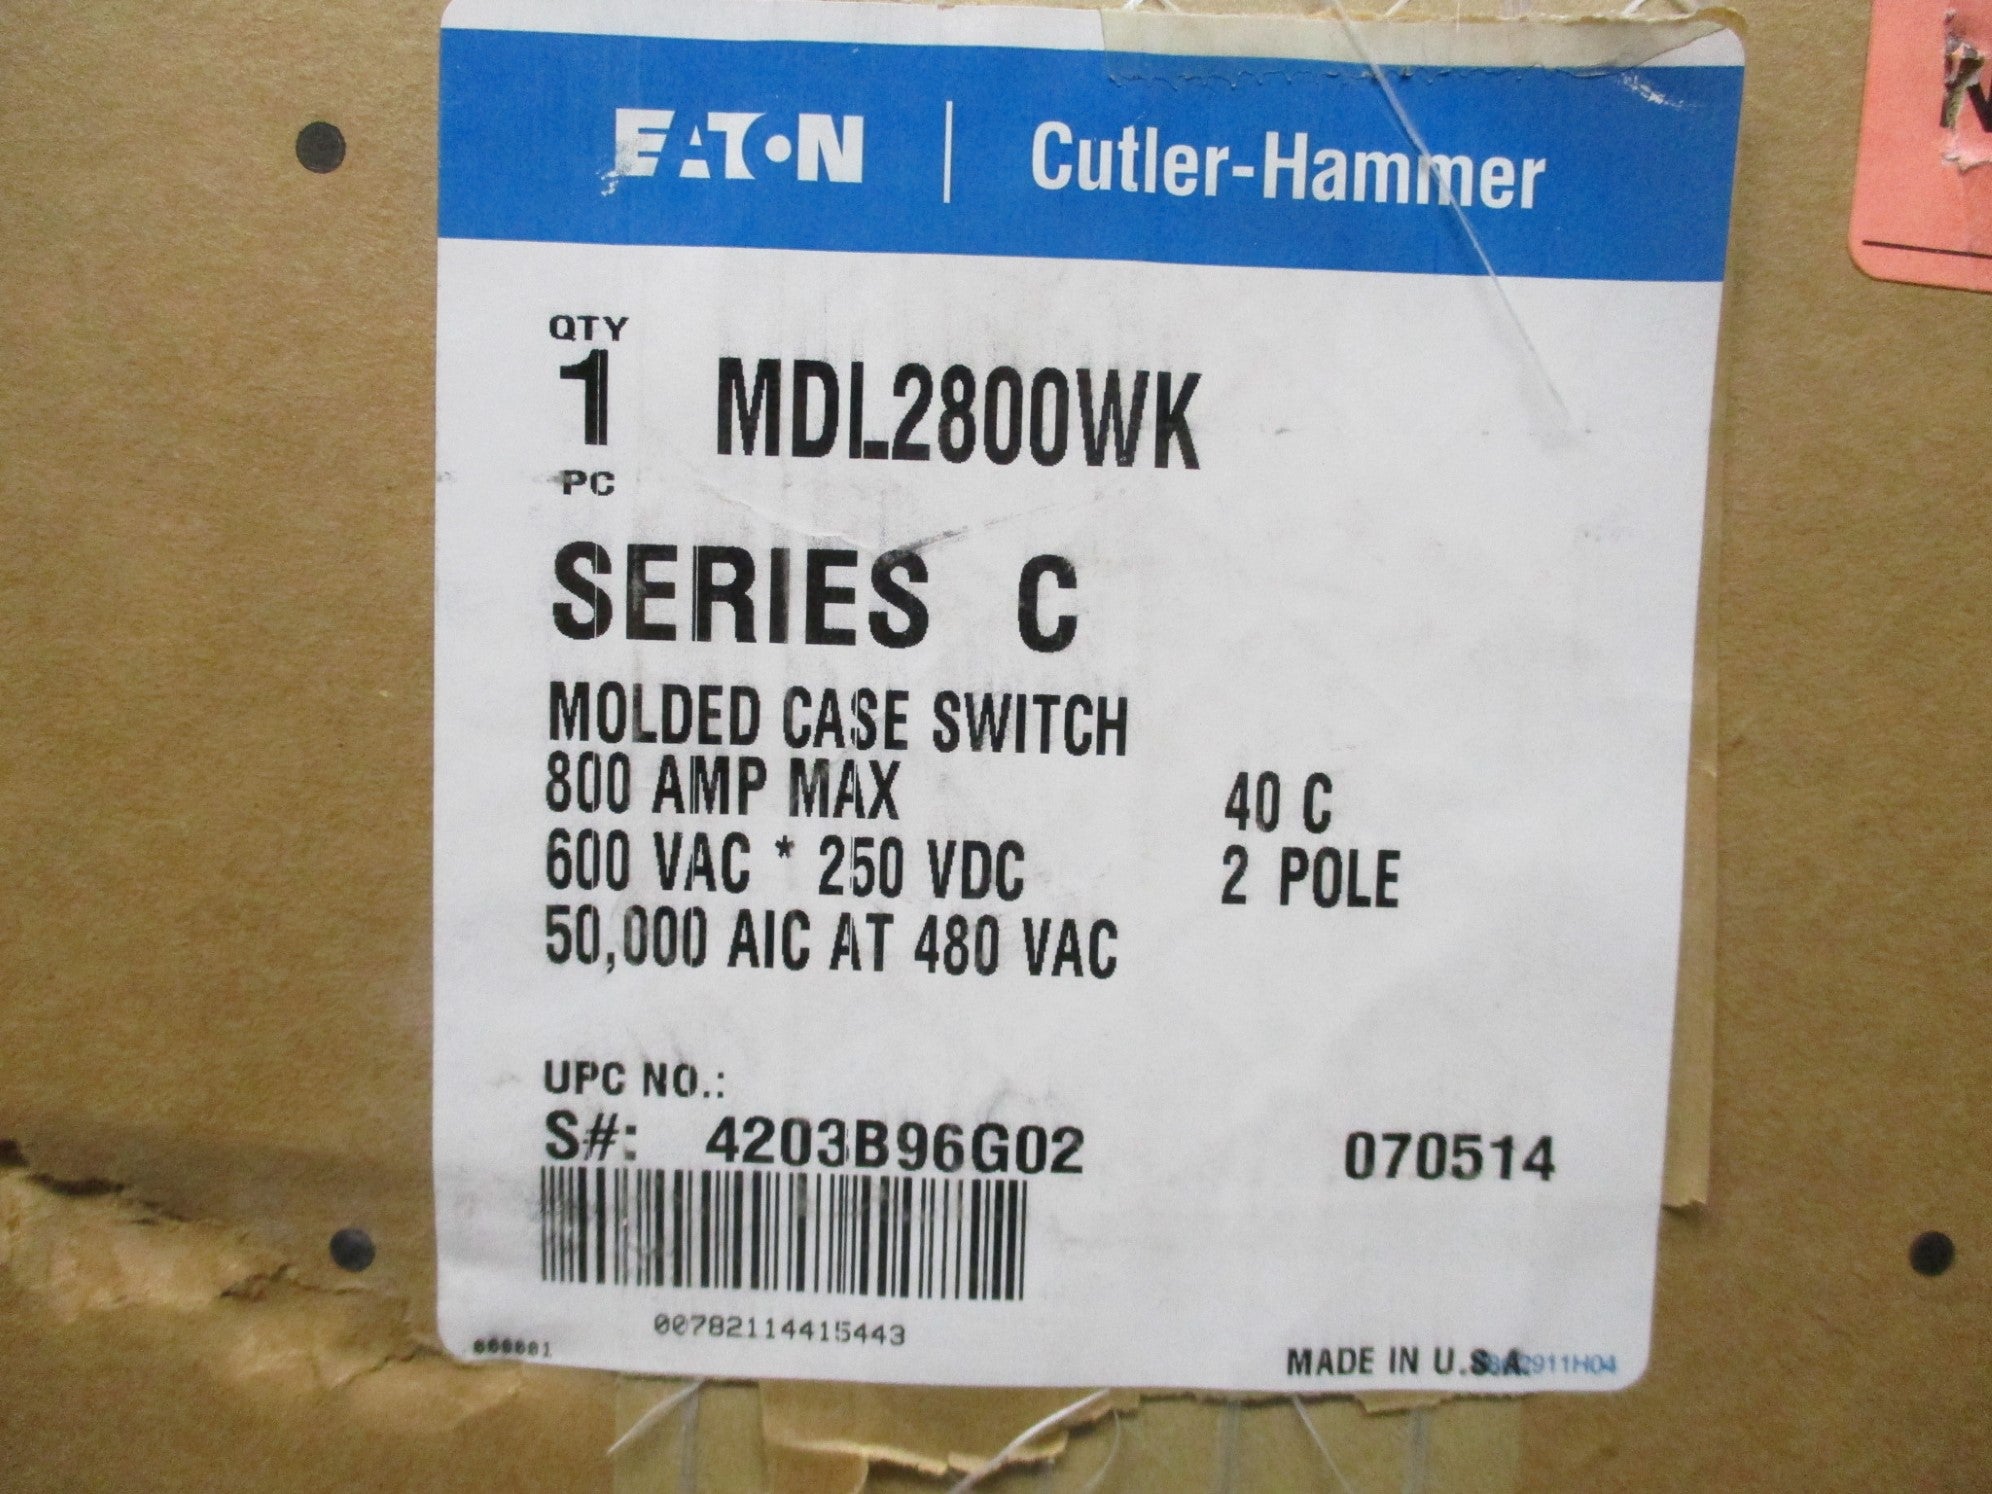 EATON | Cutler-Hammer
QTY
1 MDL2800WK
PC
SERIES C
MOLDED CASE SWITCH
800 AMP MAX 40 C
600 VAC * 250 VDC 2 POLE
50,000 AIC AT 480 VAC
UPC NO.:
S#: 4203B96G02 070514
00782114415443
MADE IN U.S.A.